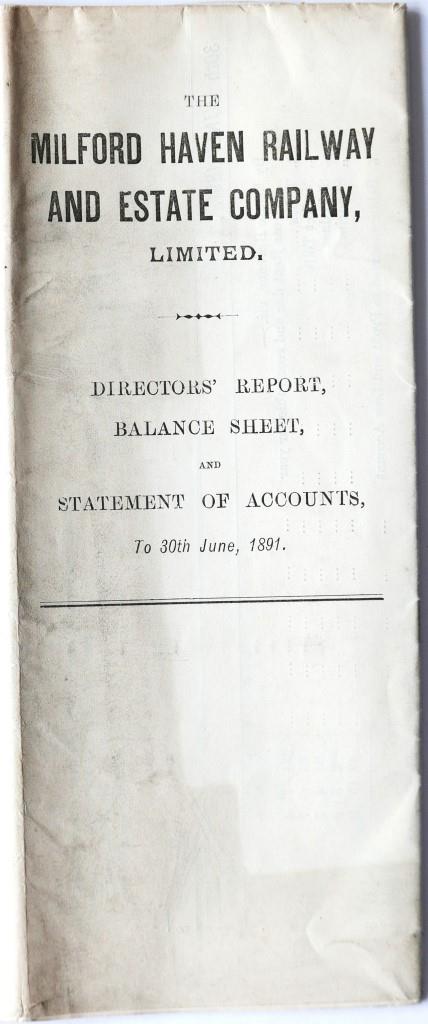 THE
MILFORD HAVEN RAILWAY
AND ESTATE COMPANY,
LIMITED.
DIRECTORS' REPORT,
BALANCE SHEET,
AND
STATEMENT OF ACCOUNTS,
To 30th June, 1891.